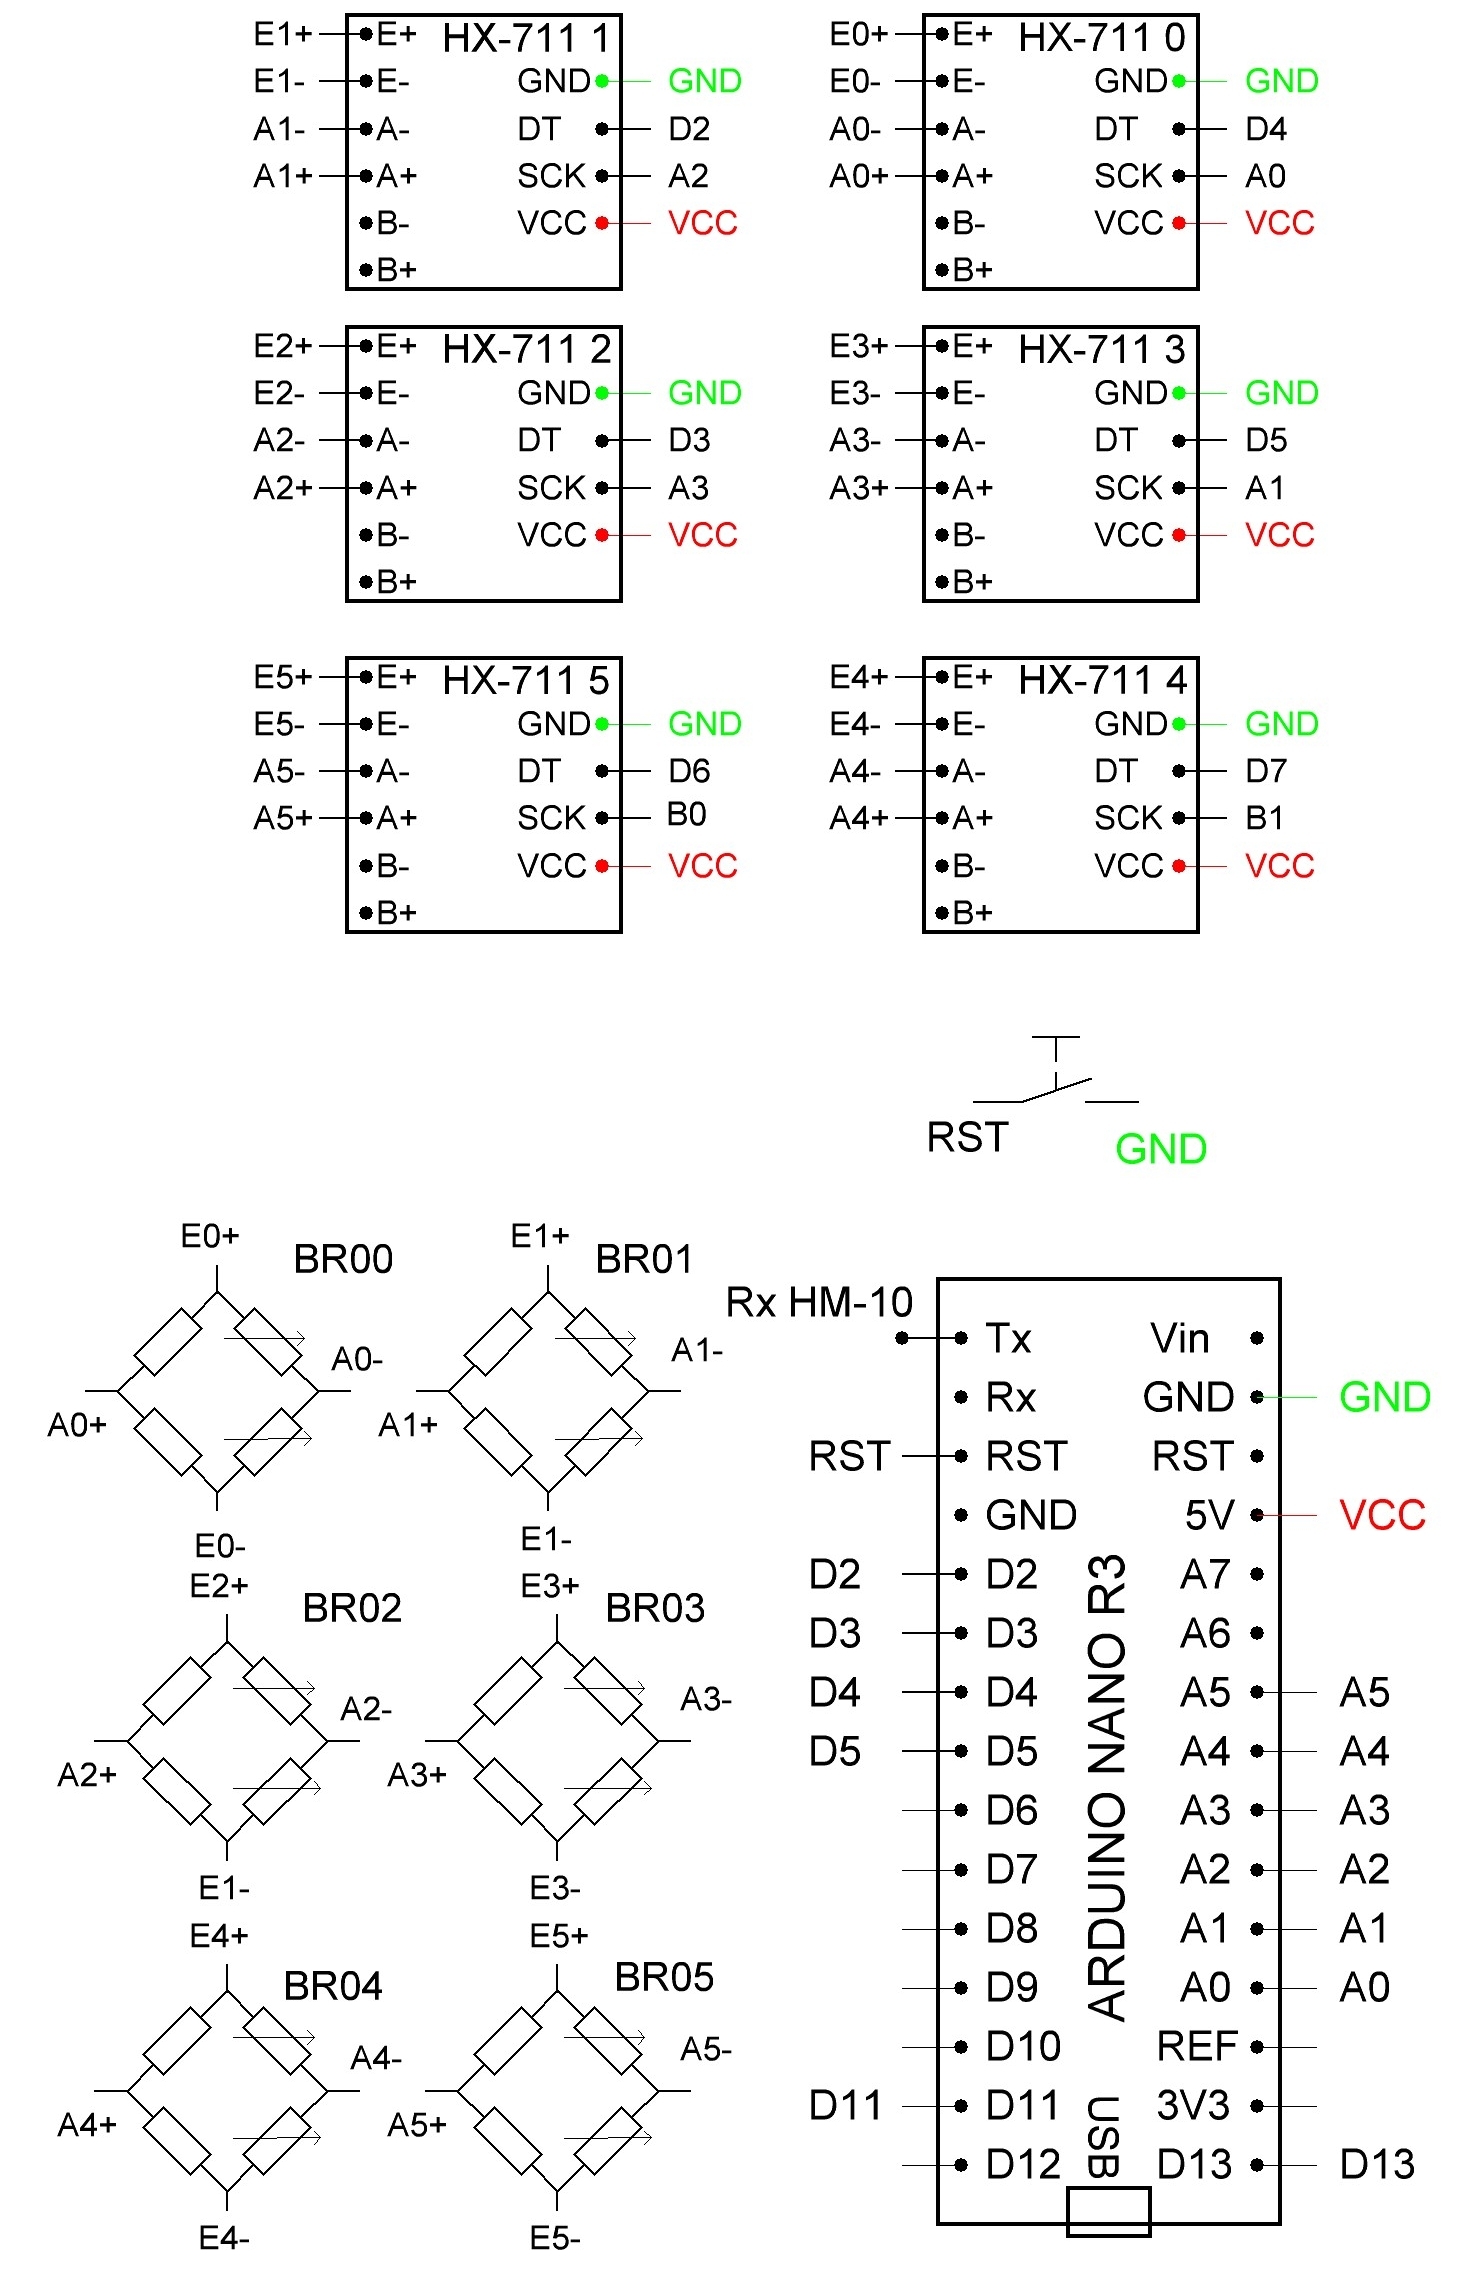 E1+ E+ HX-711 1
E1- E- GND GND
A1- A- DT D2
A1+ A+ SCK A2
B- VCC VCC
B+
E0+ E+ HX-711 0
E0- E- GND GND
A0- A- DT D4
A0+ A+ SCK A0
B- VCC VCC
B+
E2+ E+ HX-711 2
E2- E- GND GND
A2- A- DT D3
A2+ A+ SCK A3
B- VCC VCC
B+
E3+ E+ HX-711 3
E3- E- GND GND
A3- A- DT D5
A3+ A+ SCK A1
B- VCC VCC
B+
E5+ E+ HX-711 5
E5- E- GND GND
A5- A- DT D6
A5+ A+ SCK B0
B- VCC VCC
B+
E4+ E+ HX-711 4
E4- E- GND GND
A4- A- DT D7
A4+ A+ SCK B1
B- VCC VCC
B+
RST GND
E0+
BR00
A0-
A0+
E0-
E1+
BR01
A1-
A1+
E1-
E2+
BR02
A2-
A2+
E1-
E3+
BR03
A3-
A3+
E3-
E4+
BR04
A4-
A4+
E4-
E5+
BR05
A5-
A5+
E5-
Rx HM-10
Tx Vin
Rx GND GND
RST RST RST
GND 5V VCC
D2 D2 A7
D3 D3 A6
D4 D4 A5 A5
D5 D5 A4 A4
D6 A3 A3
D7 A2 A2
D8 A1 A1
D9 A0 A0
D10 REF
D11 D11 3V3
D12 D13 D13
ARDUINO NANO R3
USB